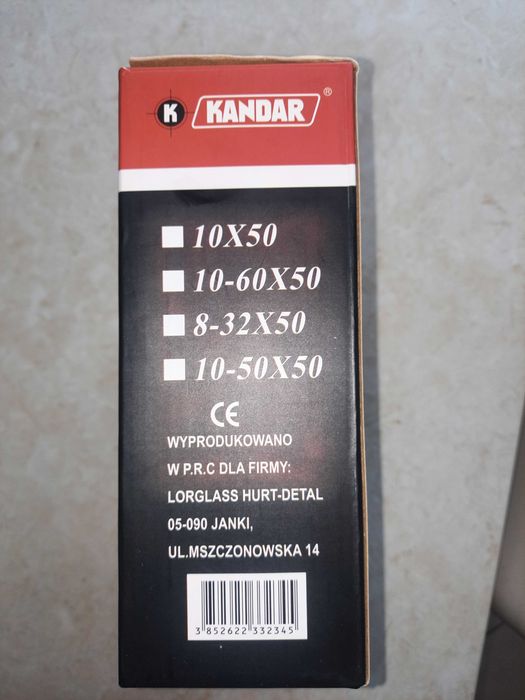 K KANDAR ®
10X50
10-60X50
8-32X50
10-50X50
CE
WYPRODUKOWANO
W P.R.C DLA FIRMY:
LORGLASS HURT-DETAL
05-090 JANKI,
UL.MSZCZONOWSKA 14
3 852622 332345